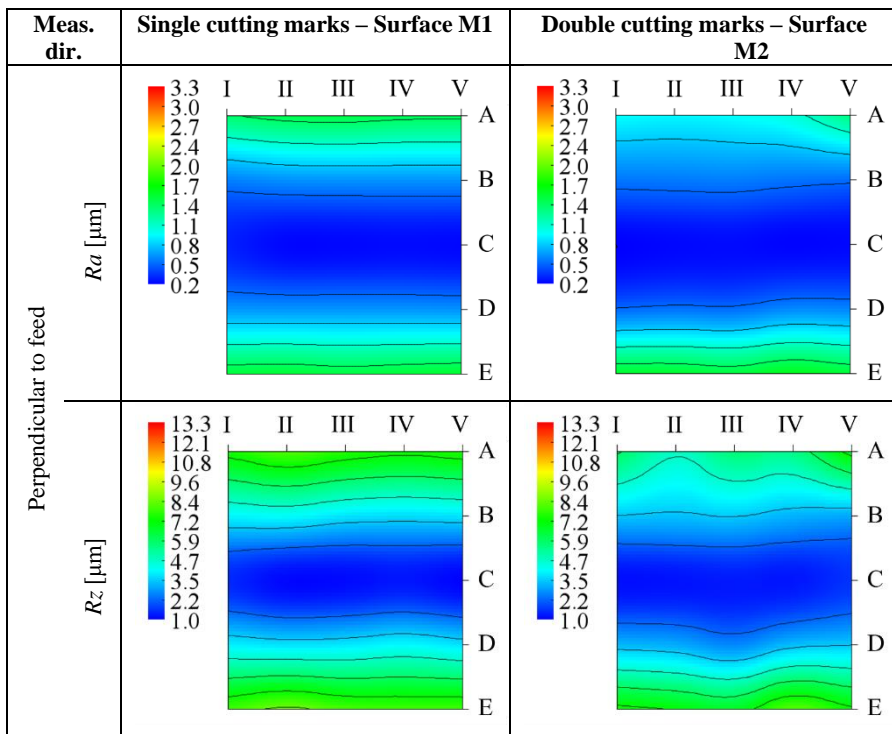 Meas. dir.
Single cutting marks – Surface M1
Double cutting marks – Surface M2
Perpendicular to feed
Ra [µm]
I II III IV V
3.3
3.0
2.7
2.4
2.0
1.7
1.4
1.1
0.8
0.5
0.2
A
B
C
D
E
I II III IV V
3.3
3.0
2.7
2.4
2.0
1.7
1.4
1.1
0.8
0.5
0.2
A
B
C
D
E
Rz [µm]
I II III IV V
13.3
12.1
10.8
9.6
8.4
7.2
5.9
4.7
3.5
2.2
1.0
A
B
C
D
E
I II III IV V
13.3
12.1
10.8
9.6
8.4
7.2
5.9
4.7
3.5
2.2
1.0
A
B
C
D
E